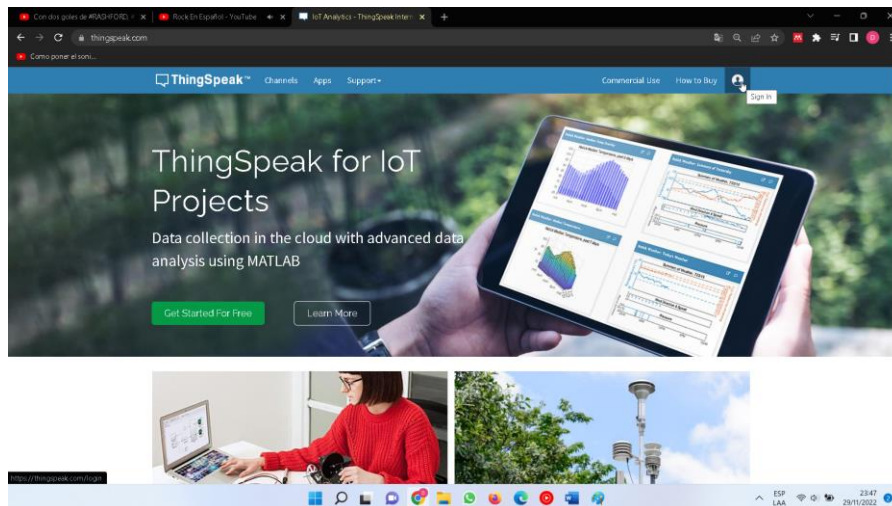 Con dos goles de #RASHFORD,
Rock En Español - YouTube
IoT Analytics - ThingSpeak Intern
thingspeak.com
Como poner el soni...
ThingSpeak™
Channels
Apps
Support
Commercial Use
How to Buy
Sign In
ThingSpeak for IoT
Projects
Data collection in the cloud with advanced data
analysis using MATLAB
Get Started For Free
Learn More
https://thingspeak.com/login
ESP
LAA
23:47
29/11/2022